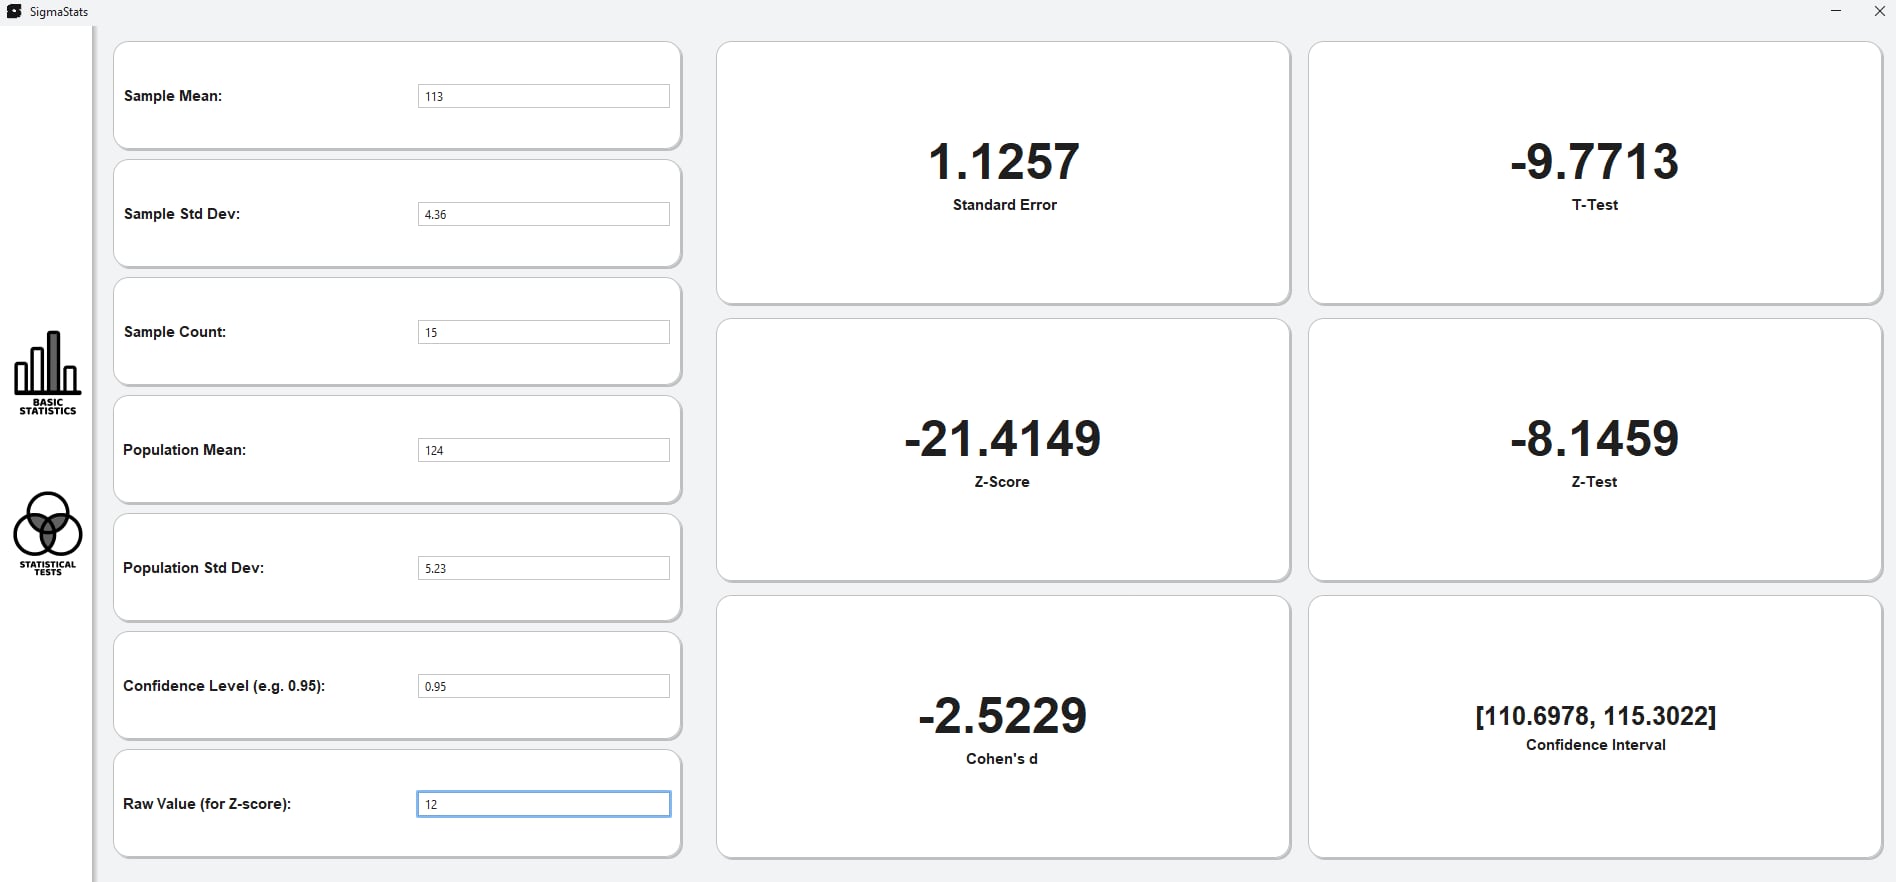 SigmaStats
BASIC
STATISTICS
STATISTICAL
TESTS
Sample Mean: 113
Sample Std Dev: 4.36
Sample Count: 15
Population Mean: 124
Population Std Dev: 5.23
Confidence Level (e.g. 0.95): 0.95
Raw Value (for Z-score): 12
1.1257
Standard Error
-9.7713
T-Test
-21.4149
Z-Score
-8.1459
Z-Test
-2.5229
Cohen's d
[110.6978, 115.3022]
Confidence Interval